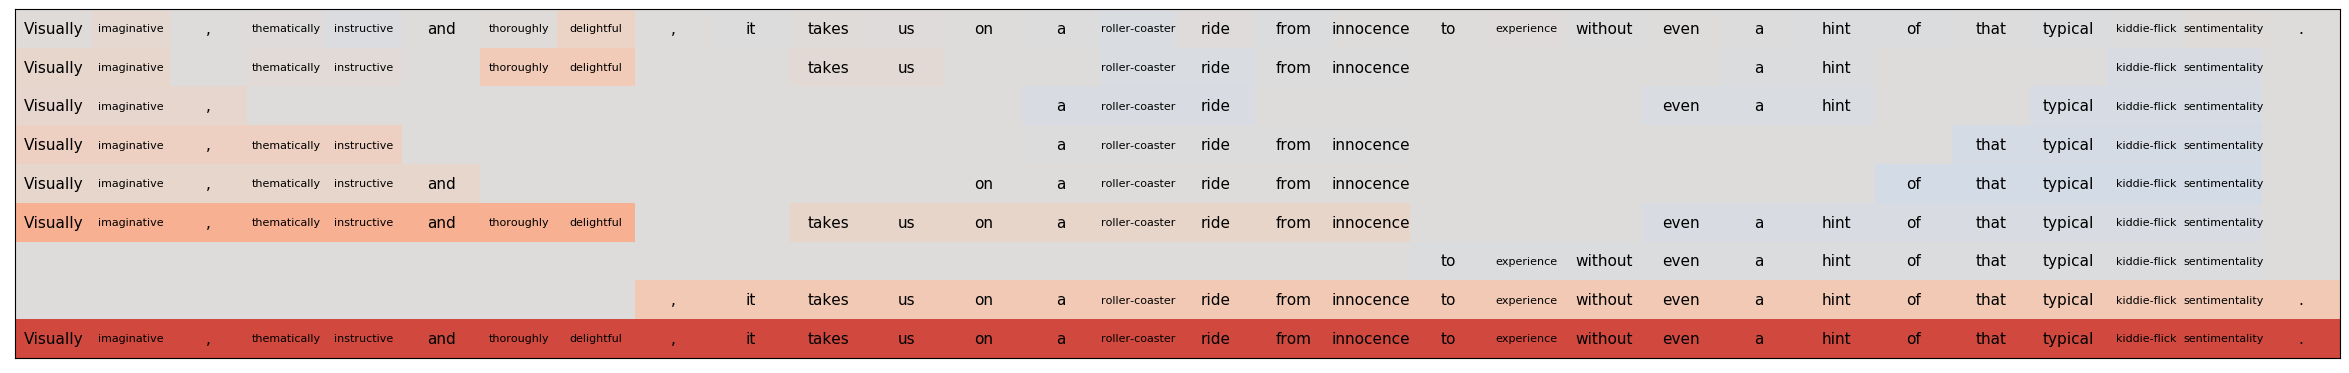 Visually imaginative , thematically instructive and thoroughly delightful , it takes us on a roller-coaster ride from innocence to experience without even a hint of that typical kiddie-flick sentimentality .
Visually imaginative thematically instructive thoroughly delightful takes us roller-coaster ride from innocence a hint kiddie-flick sentimentality
Visually imaginative , a roller-coaster ride even a hint typical kiddie-flick sentimentality
Visually imaginative , thematically instructive a roller-coaster ride from innocence that typical kiddie-flick sentimentality
Visually imaginative , thematically instructive and on a roller-coaster ride from innocence of that typical kiddie-flick sentimentality
Visually imaginative , thematically instructive and thoroughly delightful takes us on a roller-coaster ride from innocence even a hint of that typical kiddie-flick sentimentality
to experience without even a hint of that typical kiddie-flick sentimentality
, it takes us on a roller-coaster ride from innocence to experience without even a hint of that typical kiddie-flick sentimentality .
Visually imaginative , thematically instructive and thoroughly delightful , it takes us on a roller-coaster ride from innocence to experience without even a hint of that typical kiddie-flick sentimentality .